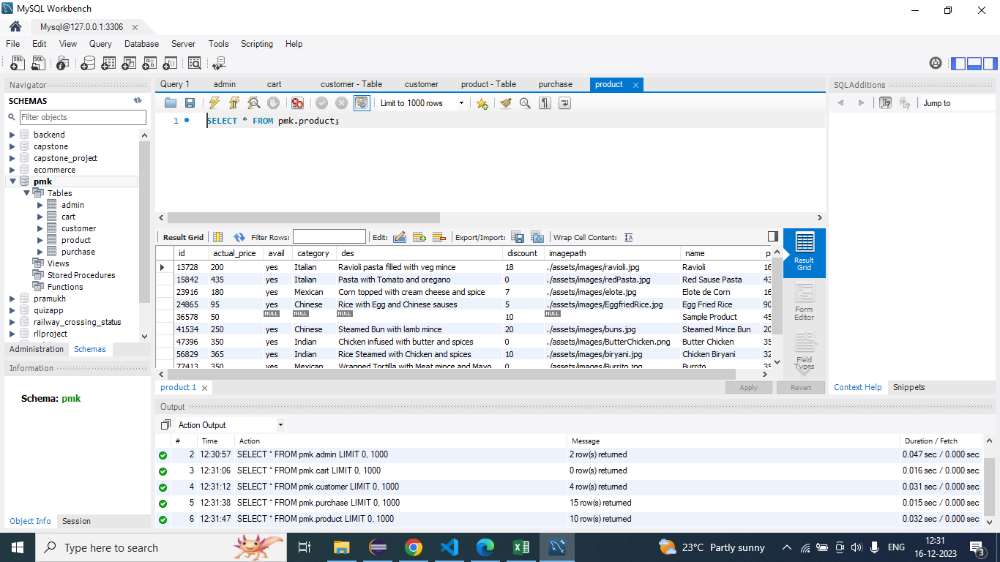 MySQL Workbench
Mysql@127.0.0.1:3306
File Edit View Query Database Server Tools Scripting Help
Navigator
SCHEMAS
Filter objects
backend
capstone
capstone_project
ecommerce
pmk
Tables
admin
cart
customer
product
purchase
Views
Stored Procedures
Functions
pramukh
quizapp
railway_crossing_status
rllproject
Administration Schemas
Information
Schema: pmk
Object Info Session
Query 1 admin cart customer - Table customer product - Table purchase product
Limit to 1000 rows
1 SELECT * FROM pmk.product;
Result Grid Filter Rows: Edit: Export/Import: Wrap Cell Content:
id actual_price avail category des discount imagepath name p
13728 200 yes Italian Ravioli pasta filled with veg mince 18 ./assets/images/ravioli.jpg Ravioli 16
15842 435 yes Italian Pasta with Tomato and oregano 0 ./assets/images/redPasta.jpg Red Sause Pasta 43
23916 180 yes Mexican Corn topped with cream cheese and spice 7 ./assets/images/elote.jpg Elote de Corn 16
24865 95 yes Chinese Rice with Egg and Chinese sauses 5 ./assets/images/EggfriedRice.jpg Egg Fried Rice 90
36578 50 NULL NULL NULL 10 NULL Sample Product 45
41534 250 yes Chinese Steamed Bun with lamb mince 20 ./assets/images/buns.jpg Steamed Mince Bun 20
47396 350 yes Indian Chicken infused with butter and spices 0 ./assets/images/ButterChicken.png Butter Chicken 35
56829 365 yes Indian Rice Steamed with Chicken and spices 10 ./assets/images/biryani.jpg Chicken Biryani 32
77413 350 yes Mexican Wrapped Tortilla with Meat mince and Mayo 0 ./assets/images/Burrito.jpg Burrito 35
Result
Grid
Form
Editor
Field
Types
product 1 Apply Revert
SQLAdditions
Jump to
Context Help Snippets
Output
Action Output
# Time Action Message Duration / Fetch
2 12:30:57 SELECT * FROM pmk.admin LIMIT 0, 1000 2 row(s) returned 0.047 sec / 0.000 sec
3 12:31:06 SELECT * FROM pmk.cart LIMIT 0, 1000 0 row(s) returned 0.016 sec / 0.000 sec
4 12:31:12 SELECT * FROM pmk.customer LIMIT 0, 1000 4 row(s) returned 0.031 sec / 0.000 sec
5 12:31:38 SELECT * FROM pmk.purchase LIMIT 0, 1000 15 row(s) returned 0.015 sec / 0.000 sec
6 12:31:47 SELECT * FROM pmk.product LIMIT 0, 1000 10 row(s) returned 0.032 sec / 0.000 sec
Type here to search
23°C Partly sunny
ENG
12:31
16-12-2023
3